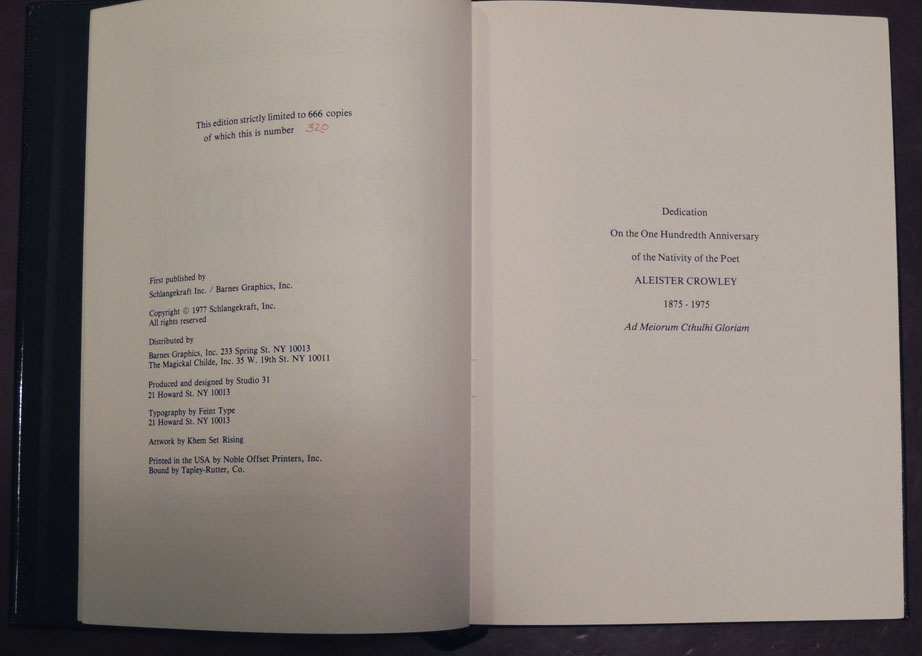 This edition strictly limited to 666 copies
of which this is number 320
First published by
Schlangekraft Inc. / Barnes Graphics, Inc.
Copyright © 1977 Schlangekraft, Inc.
All rights reserved
Distributed by
Barnes Graphics, Inc. 233 Spring St. NY 10013
The Magickal Childe, Inc. 35 W. 19th St. NY 10011
Produced and designed by Studio 31
21 Howard St. NY 10013
Typography by Feint Type
21 Howard St. NY 10013
Artwork by Khem Set Rising
Printed in the USA by Noble Offset Printers, Inc.
Bound by Tapley-Rutter, Co.
Dedication
On the One Hundredth Anniversary
of the Nativity of the Poet
ALEISTER CROWLEY
1875 - 1975
Ad Meiorum Cthulhi Gloriam